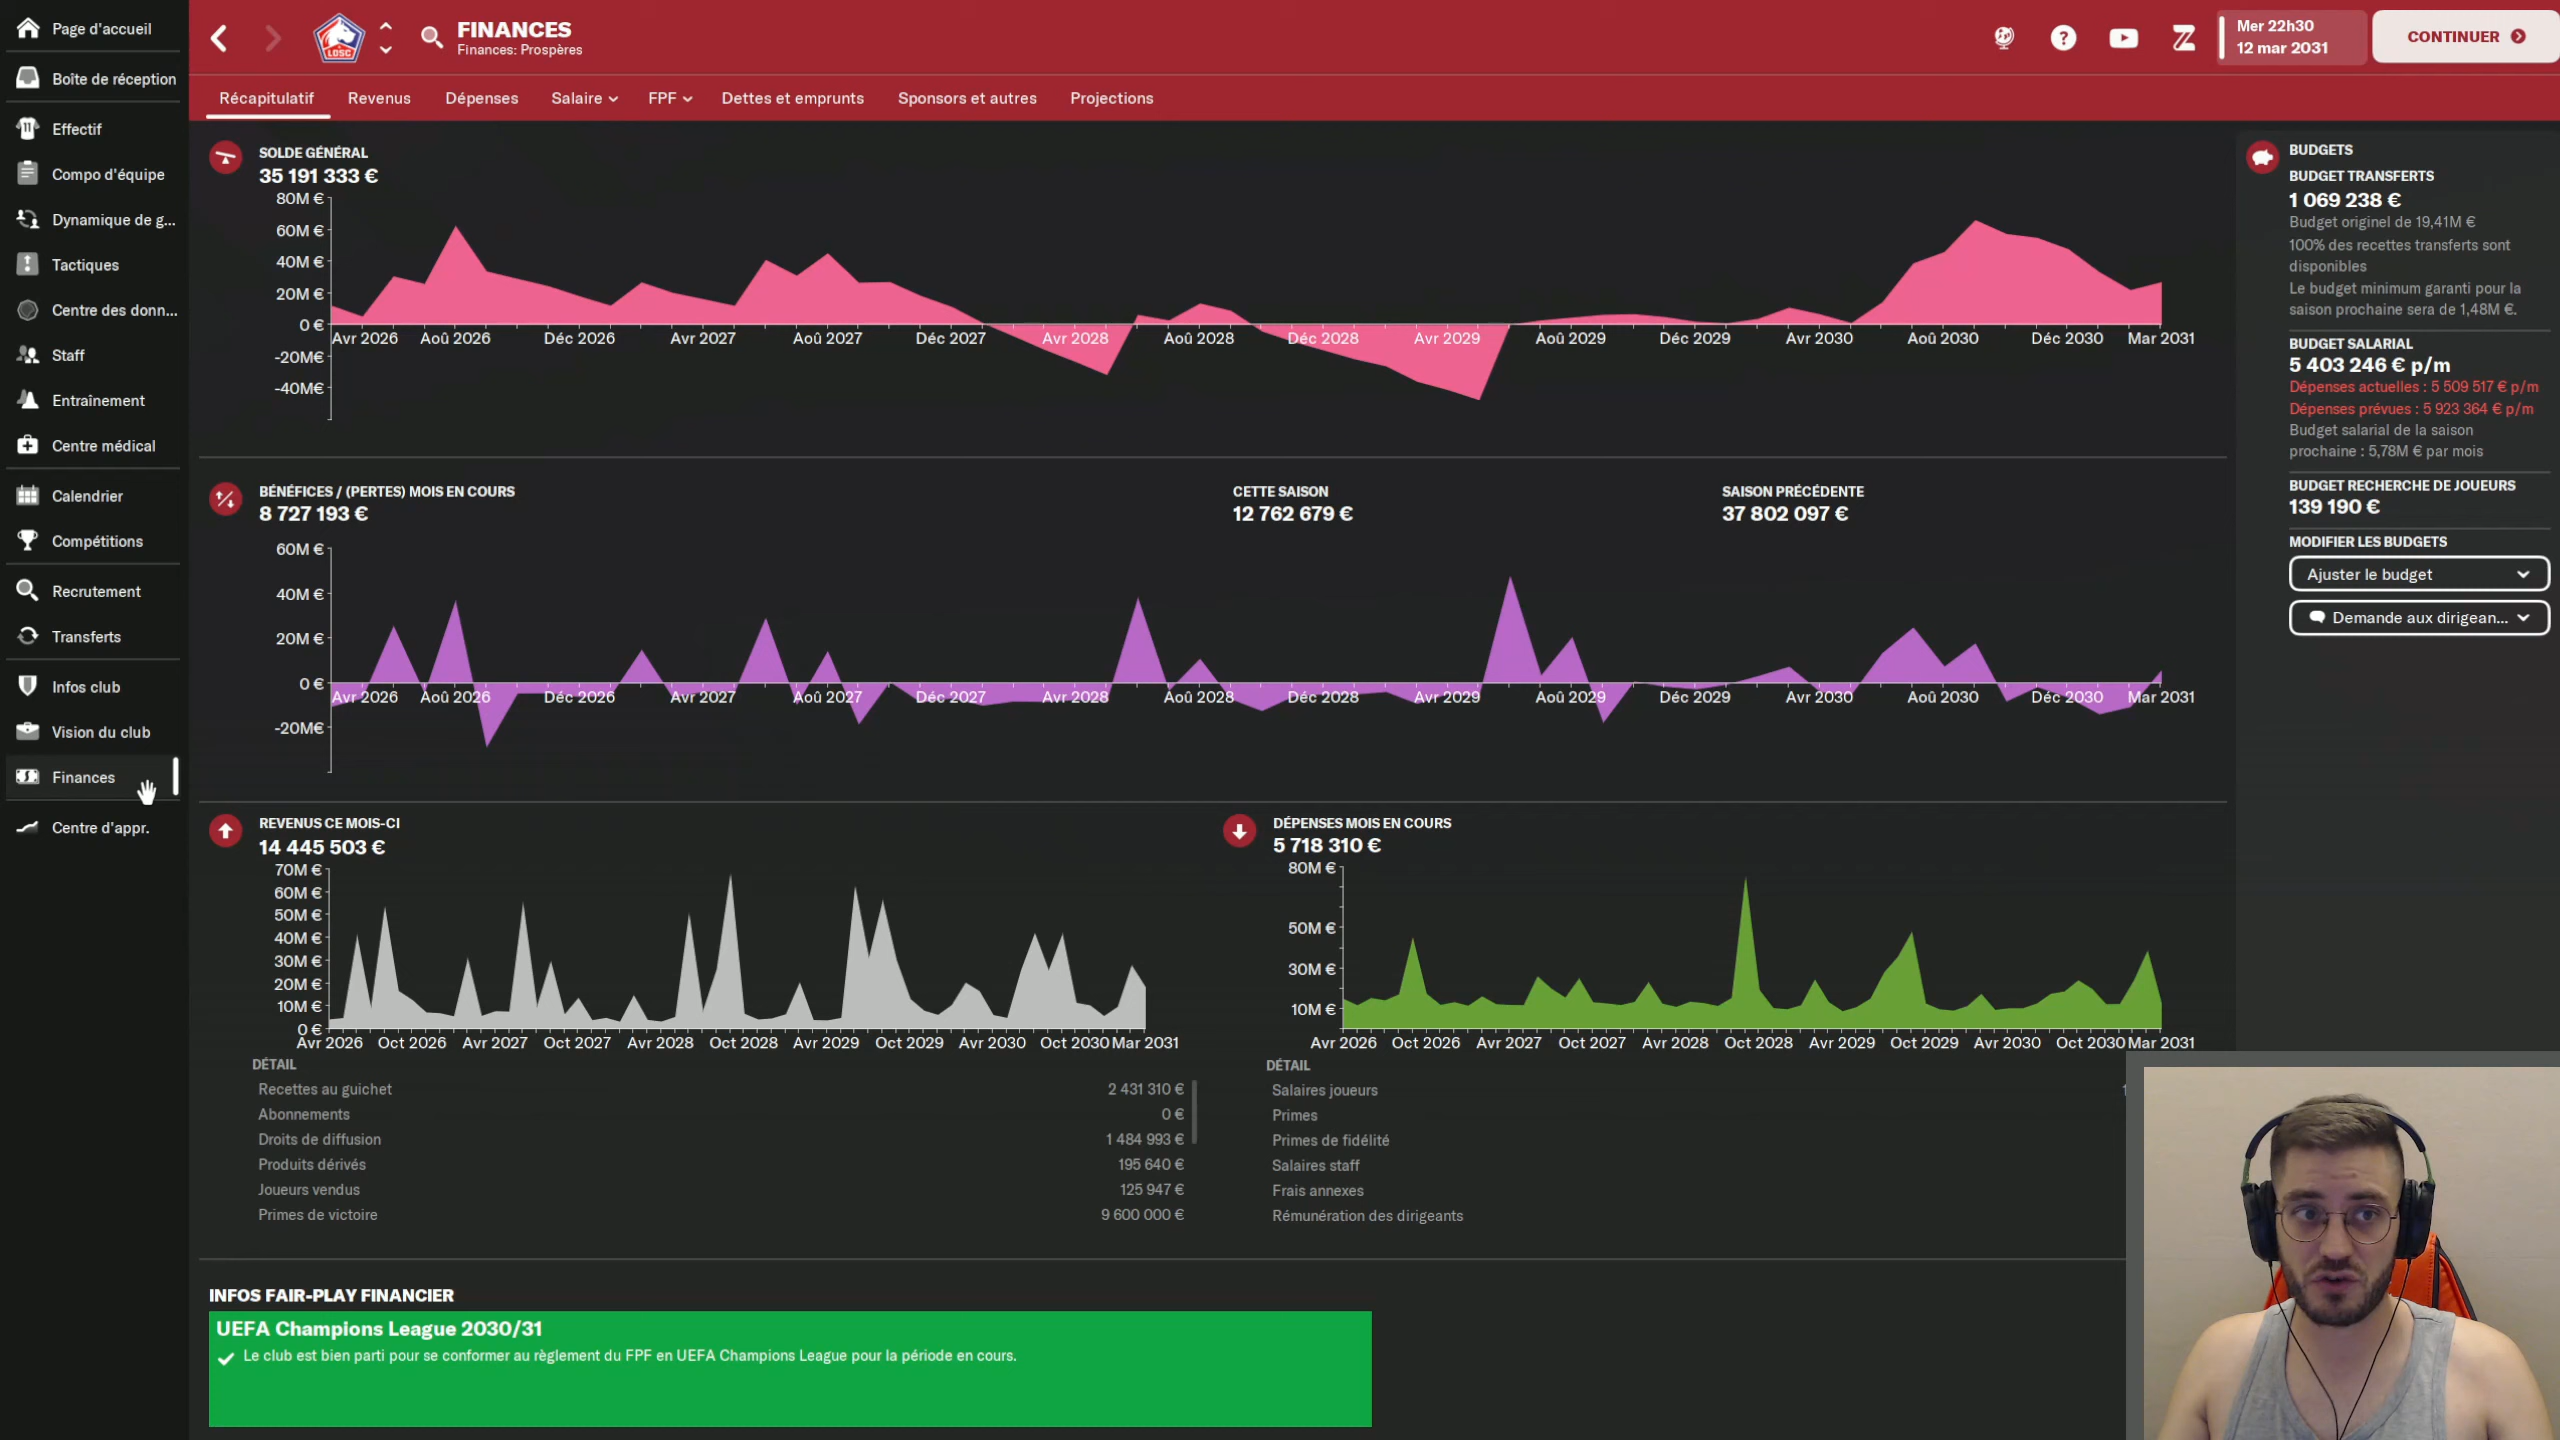 Page d'accueil
Boîte de réception
Effectif
Compo d'équipe
Dynamique de g...
Tactiques
Centre des donn...
Staff
Entraînement
Centre médical
Calendrier
Compétitions
Recrutement
Transferts
Infos club
Vision du club
Finances
Centre d'appr.
LOSC
FINANCES
Finances: Prospères
Mer 22h30
12 mar 2031
CONTINUER
Récapitulatif Revenus Dépenses Salaire FPF Dettes et emprunts Sponsors et autres Projections
SOLDE GÉNÉRAL
35 191 333 €
80M €
60M €
40M €
20M €
0 €
-20M€
-40M€
Avr 2026 Aoû 2026 Déc 2026 Avr 2027 Aoû 2027 Déc 2027 Avr 2028 Aoû 2028 Déc 2028 Avr 2029 Aoû 2029 Déc 2029 Avr 2030 Aoû 2030 Déc 2030 Mar 2031
BÉNÉFICES / (PERTES) MOIS EN COURS
8 727 193 €
CETTE SAISON
12 762 679 €
SAISON PRÉCÉDENTE
37 802 097 €
60M €
40M €
20M €
0 €
-20M€
Avr 2026 Aoû 2026 Déc 2026 Avr 2027 Aoû 2027 Déc 2027 Avr 2028 Aoû 2028 Déc 2028 Avr 2029 Aoû 2029 Déc 2029 Avr 2030 Aoû 2030 Déc 2030 Mar 2031
REVENUS CE MOIS-CI
14 445 503 €
70M €
60M €
50M €
40M €
30M €
20M €
10M €
0 €
Avr 2026 Oct 2026 Avr 2027 Oct 2027 Avr 2028 Oct 2028 Avr 2029 Oct 2029 Avr 2030 Oct 2030 Mar 2031
DÉTAIL
Recettes au guichet 2 431 310 €
Abonnements 0 €
Droits de diffusion 1 484 993 €
Produits dérivés 195 640 €
Joueurs vendus 125 947 €
Primes de victoire 9 600 000 €
DÉPENSES MOIS EN COURS
5 718 310 €
80M €
50M €
30M €
10M €
Avr 2026 Oct 2026 Avr 2027 Oct 2027 Avr 2028 Oct 2028 Avr 2029 Oct 2029 Avr 2030 Oct 2030 Mar 2031
DÉTAIL
Salaires joueurs
Primes
Primes de fidélité
Salaires staff
Frais annexes
Rémunération des dirigeants
INFOS FAIR-PLAY FINANCIER
UEFA Champions League 2030/31
Le club est bien parti pour se conformer au règlement du FPF en UEFA Champions League pour la période en cours.
BUDGETS
BUDGET TRANSFERTS
1 069 238 €
Budget originel de 19,41M €
100% des recettes transferts sont
disponibles
Le budget minimum garanti pour la
saison prochaine sera de 1,48M €.
BUDGET SALARIAL
5 403 246 € p/m
Dépenses actuelles : 5 509 517 € p/m
Dépenses prévues : 5 923 364 € p/m
Budget salarial de la saison
prochaine : 5,78M € par mois
BUDGET RECHERCHE DE JOUEURS
139 190 €
MODIFIER LES BUDGETS
Ajuster le budget
Demande aux dirigean...